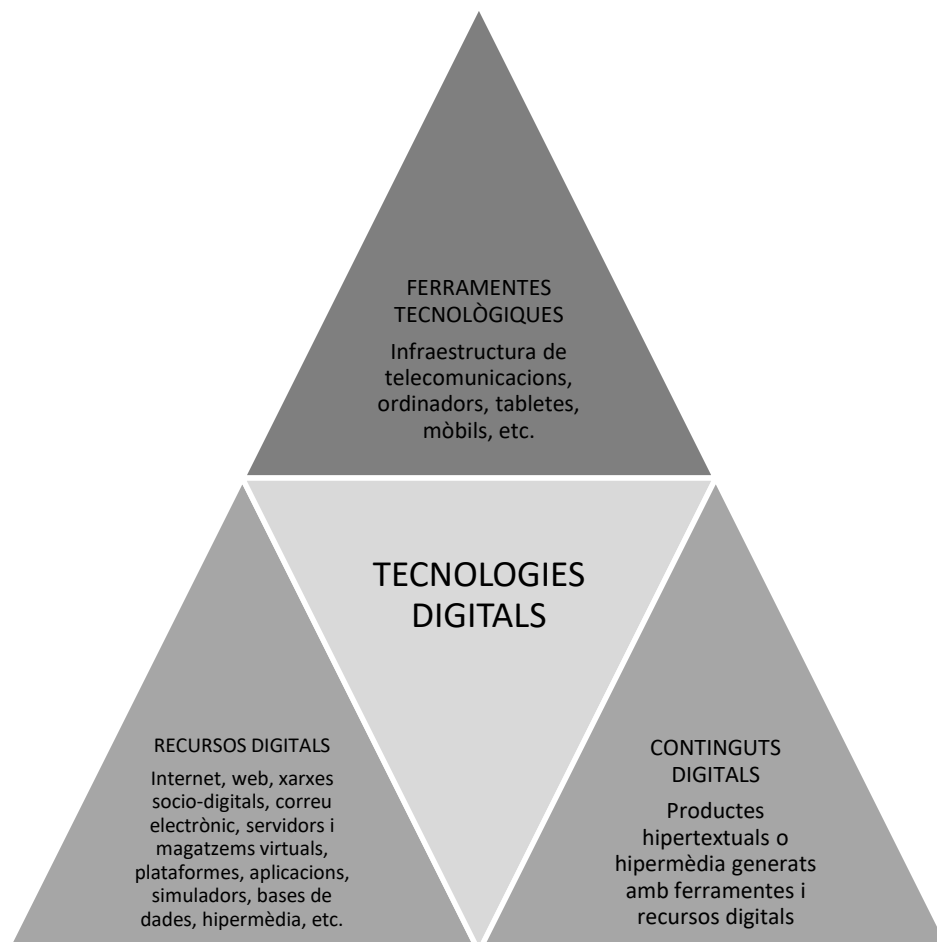 FERRAMENTES
TECNOLÒGIQUES
Infraestructura de
telecomunicacions,
ordinadors, tabletes,
mòbils, etc.
TECNOLOGIES
DIGITALS
RECURSOS DIGITALS
Internet, web, xarxes
socio-digitals, correu
electrònic, servidors i
magatzems virtuals,
plataformes, aplicacions,
simuladors, bases de
dades, hipermèdia, etc.
CONTINGUTS
DIGITALS
Productes
hipertextuals o
hipermèdia generats
amb ferramentes i
recursos digitals